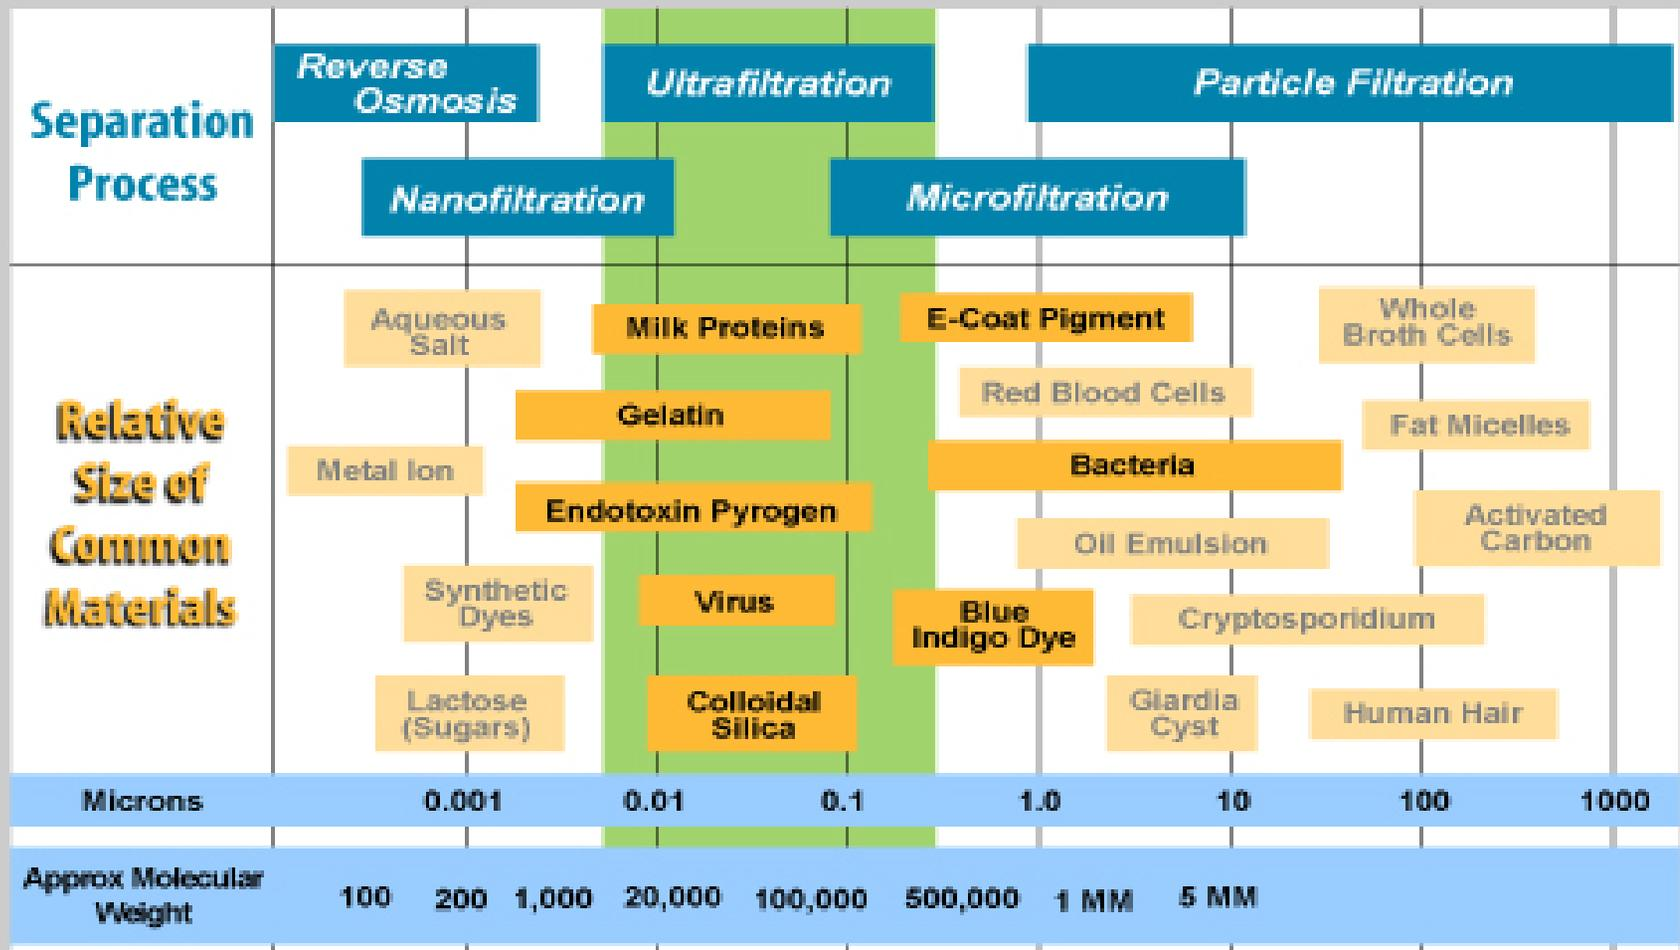 Reverse
Osmosis
Ultrafiltration
Particle Filtration
Separation
Process
Nanofiltration
Microfiltration
Aqueous
Salt
Milk Proteins
E-Coat Pigment
Whole
Broth Cells
Red Blood Cells
Gelatin
Fat Micelles
Relative
Size of
Common
Materials
Metal Ion
Bacteria
Endotoxin Pyrogen
Activated
Carbon
Oil Emulsion
Synthetic
Dyes
Virus
Blue
Indigo Dye
Cryptosporidium
Lactose
(Sugars)
Colloidal
Silica
Giardia
Cyst
Human Hair
Microns 0.001 0.01 0.1 1.0 10 100 1000
Approx Molecular
Weight
100 200 1,000 20,000 100,000 500,000 1 MM 5 MM